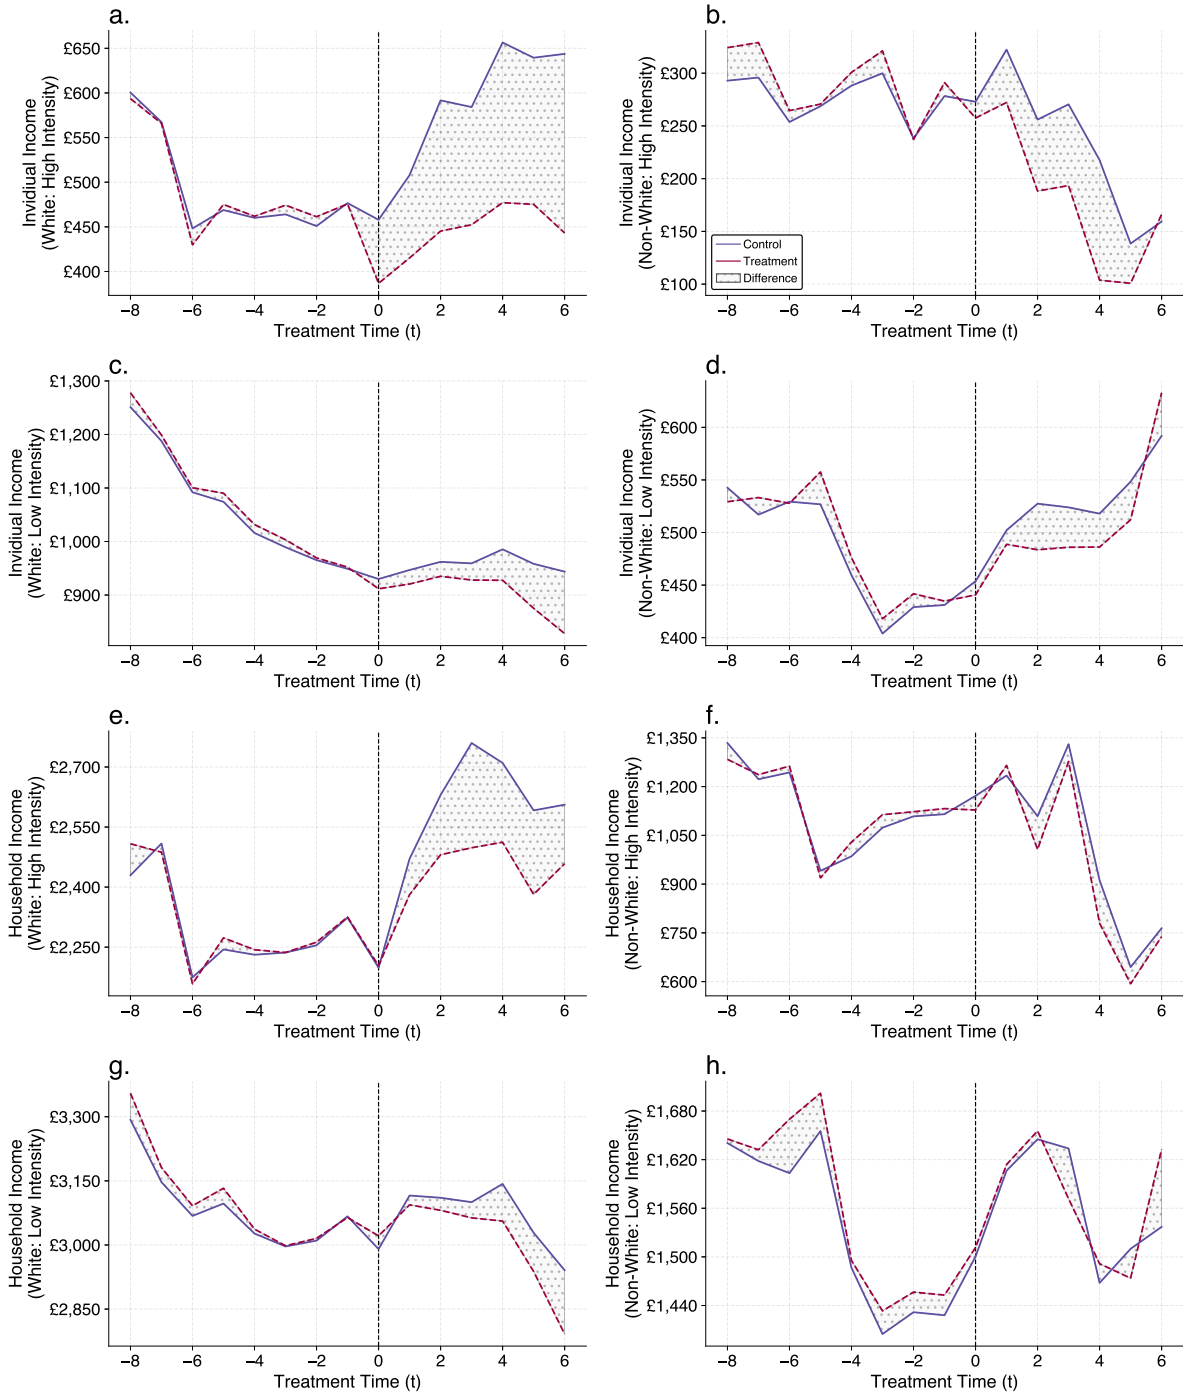 a.
Invidiual Income
(White: High Intensity)
£650
£600
£550
£500
£450
£400
−8 −6 −4 −2 0 2 4 6
Treatment Time (t)
b.
Invidiual Income
(Non-White: High Intensity)
£300
£250
£200
£150
£100
Control
Treatment
Difference
−8 −6 −4 −2 0 2 4 6
Treatment Time (t)
c.
Invidiual Income
(White: Low Intensity)
£1,300
£1,200
£1,100
£1,000
£900
−8 −6 −4 −2 0 2 4 6
Treatment Time (t)
d.
Invidiual Income
(Non-White: Low Intensity)
£600
£550
£500
£450
£400
−8 −6 −4 −2 0 2 4 6
Treatment Time (t)
e.
Household Income
(White: High Intensity)
£2,700
£2,550
£2,400
£2,250
−8 −6 −4 −2 0 2 4 6
Treatment Time (t)
f.
Household Income
(Non-White: High Intensity)
£1,350
£1,200
£1,050
£900
£750
£600
−8 −6 −4 −2 0 2 4 6
Treatment Time (t)
g.
Household Income
(White: Low Intensity)
£3,300
£3,150
£3,000
£2,850
−8 −6 −4 −2 0 2 4 6
Treatment Time (t)
h.
Household Income
(Non-White: Low Intensity)
£1,680
£1,620
£1,560
£1,500
£1,440
−8 −6 −4 −2 0 2 4 6
Treatment Time (t)